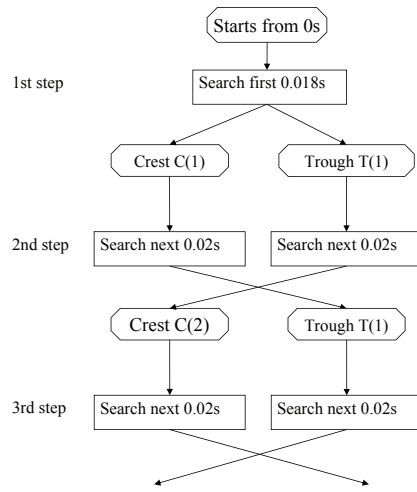 Starts from 0s
1st step
Search first 0.018s
Crest C(1)
Trough T(1)
2nd step
Search next 0.02s
Search next 0.02s
Crest C(2)
Trough T(1)
3rd step
Search next 0.02s
Search next 0.02s